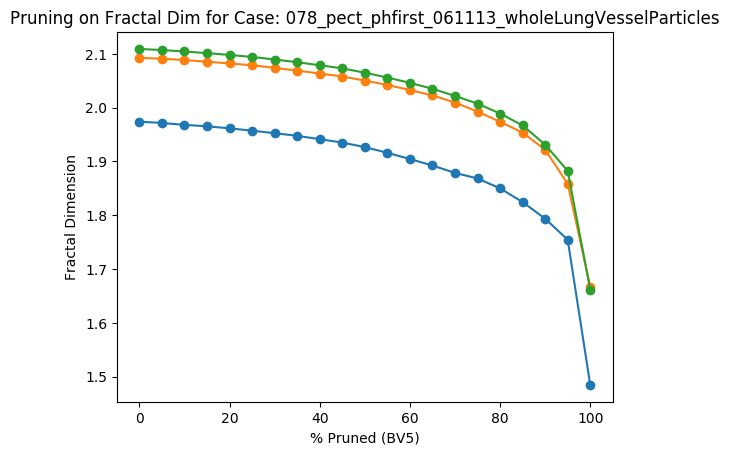 Pruning on Fractal Dim for Case: 078_pect_phfirst_061113_wholeLungVesselParticles
2.1
2.0
1.9
1.8
1.7
1.6
1.5
Fractal Dimension
0 20 40 60 80 100
% Pruned (BV5)